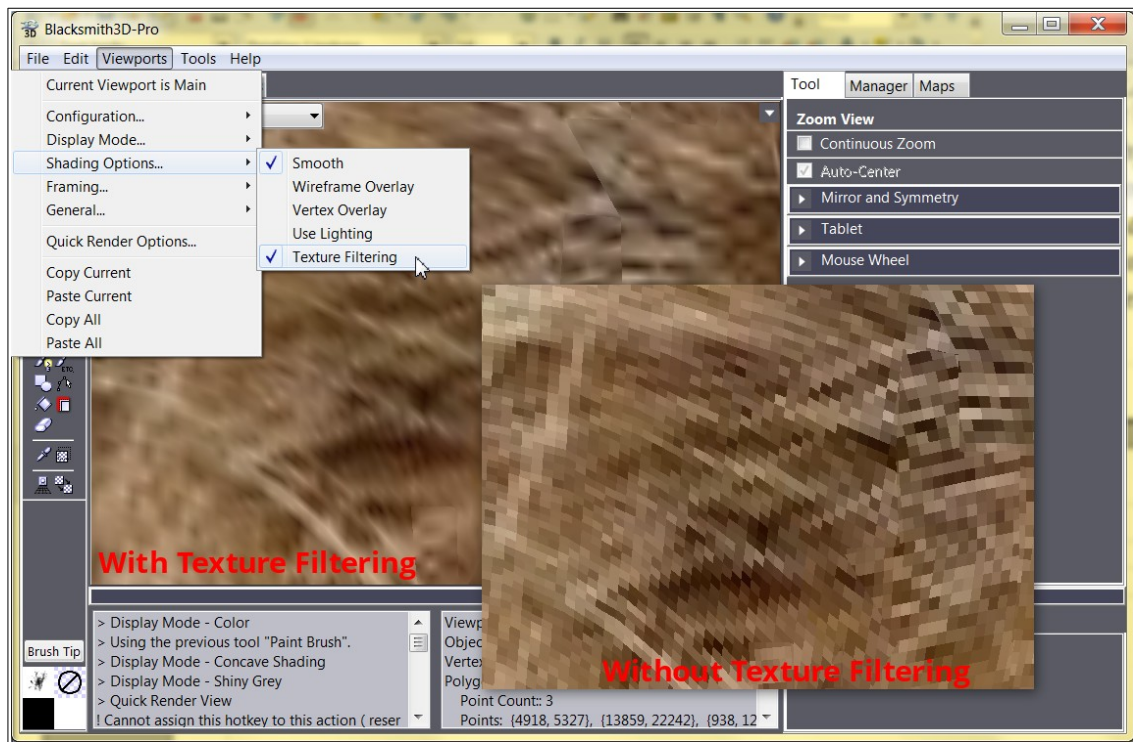 Blacksmith3D-Pro
File Edit Viewports Tools Help
Current Viewport is Main
Configuration...
Display Mode...
Shading Options...
Framing...
General...
Quick Render Options...
Copy Current
Paste Current
Copy All
Paste All
Smooth
Wireframe Overlay
Vertex Overlay
Use Lighting
Texture Filtering
Tool Manager Maps
Zoom View
Continuous Zoom
Auto-Center
Mirror and Symmetry
Tablet
Mouse Wheel
With Texture Filtering
Without Texture Filtering
Brush Tip
> Display Mode - Color
> Using the previous tool "Paint Brush".
> Display Mode - Concave Shading
> Display Mode - Shiny Grey
> Quick Render View
! Cannot assign this hotkey to this action ( reser
Viewp
Objec
Vertex
Polyg
Point Count:: 3
Points: {4918, 5327}, {13859, 22242}, {938, 12